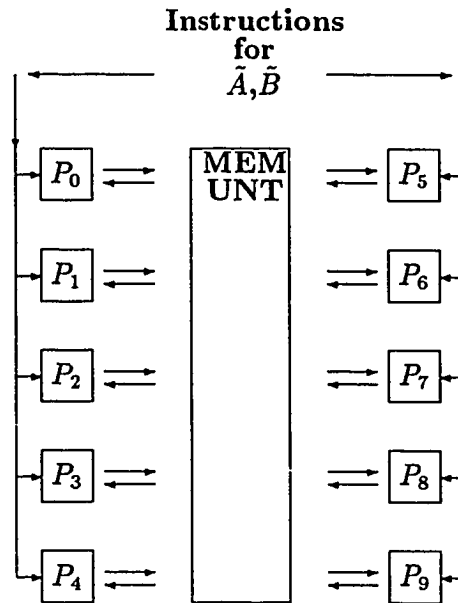 Instructions
for
Ã,B̃
MEM
UNT
P₀
P₅
P₁
P₆
P₂
P₇
P₃
P₈
P₄
P₉